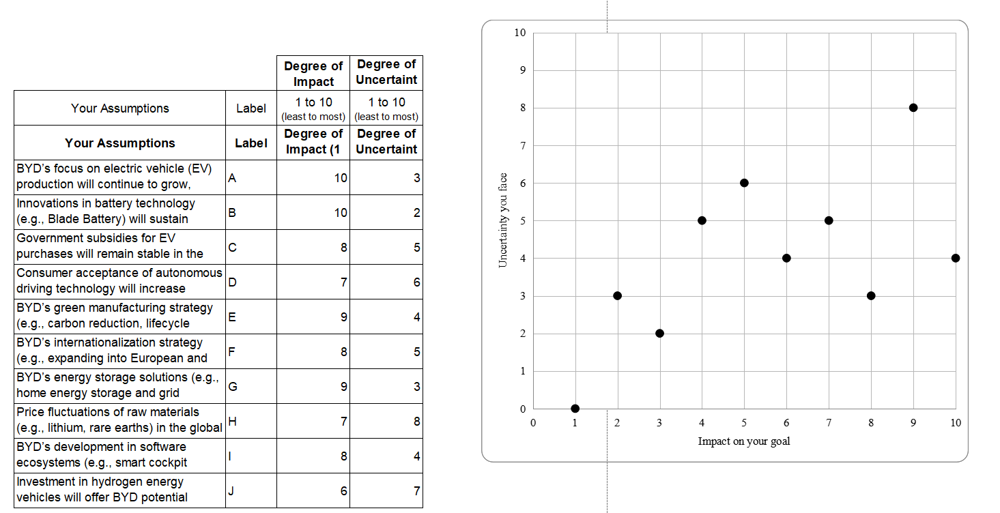 Degree of Impact Degree of Uncertaint
Your Assumptions Label 1 to 10 (least to most) 1 to 10 (least to most)
Your Assumptions Label Degree of Impact (1 Degree of Uncertaint
BYD’s focus on electric vehicle (EV)
production will continue to grow, A 10 3
Innovations in battery technology
(e.g., Blade Battery) will sustain B 10 2
Government subsidies for EV
purchases will remain stable in the C 8 5
Consumer acceptance of autonomous
driving technology will increase D 7 6
BYD’s green manufacturing strategy
(e.g., carbon reduction, lifecycle E 9 4
BYD’s internationalization strategy
(e.g., expanding into European and F 8 5
BYD’s energy storage solutions (e.g.,
home energy storage and grid G 9 3
Price fluctuations of raw materials
(e.g., lithium, rare earths) in the global H 7 8
BYD’s development in software
ecosystems (e.g., smart cockpit I 8 4
Investment in hydrogen energy
vehicles will offer BYD potential J 6 7
Uncertainty you face
10
9
8
7
6
5
4
3
2
1
0
0 1 2 3 4 5 6 7 8 9 10
Impact on your goal